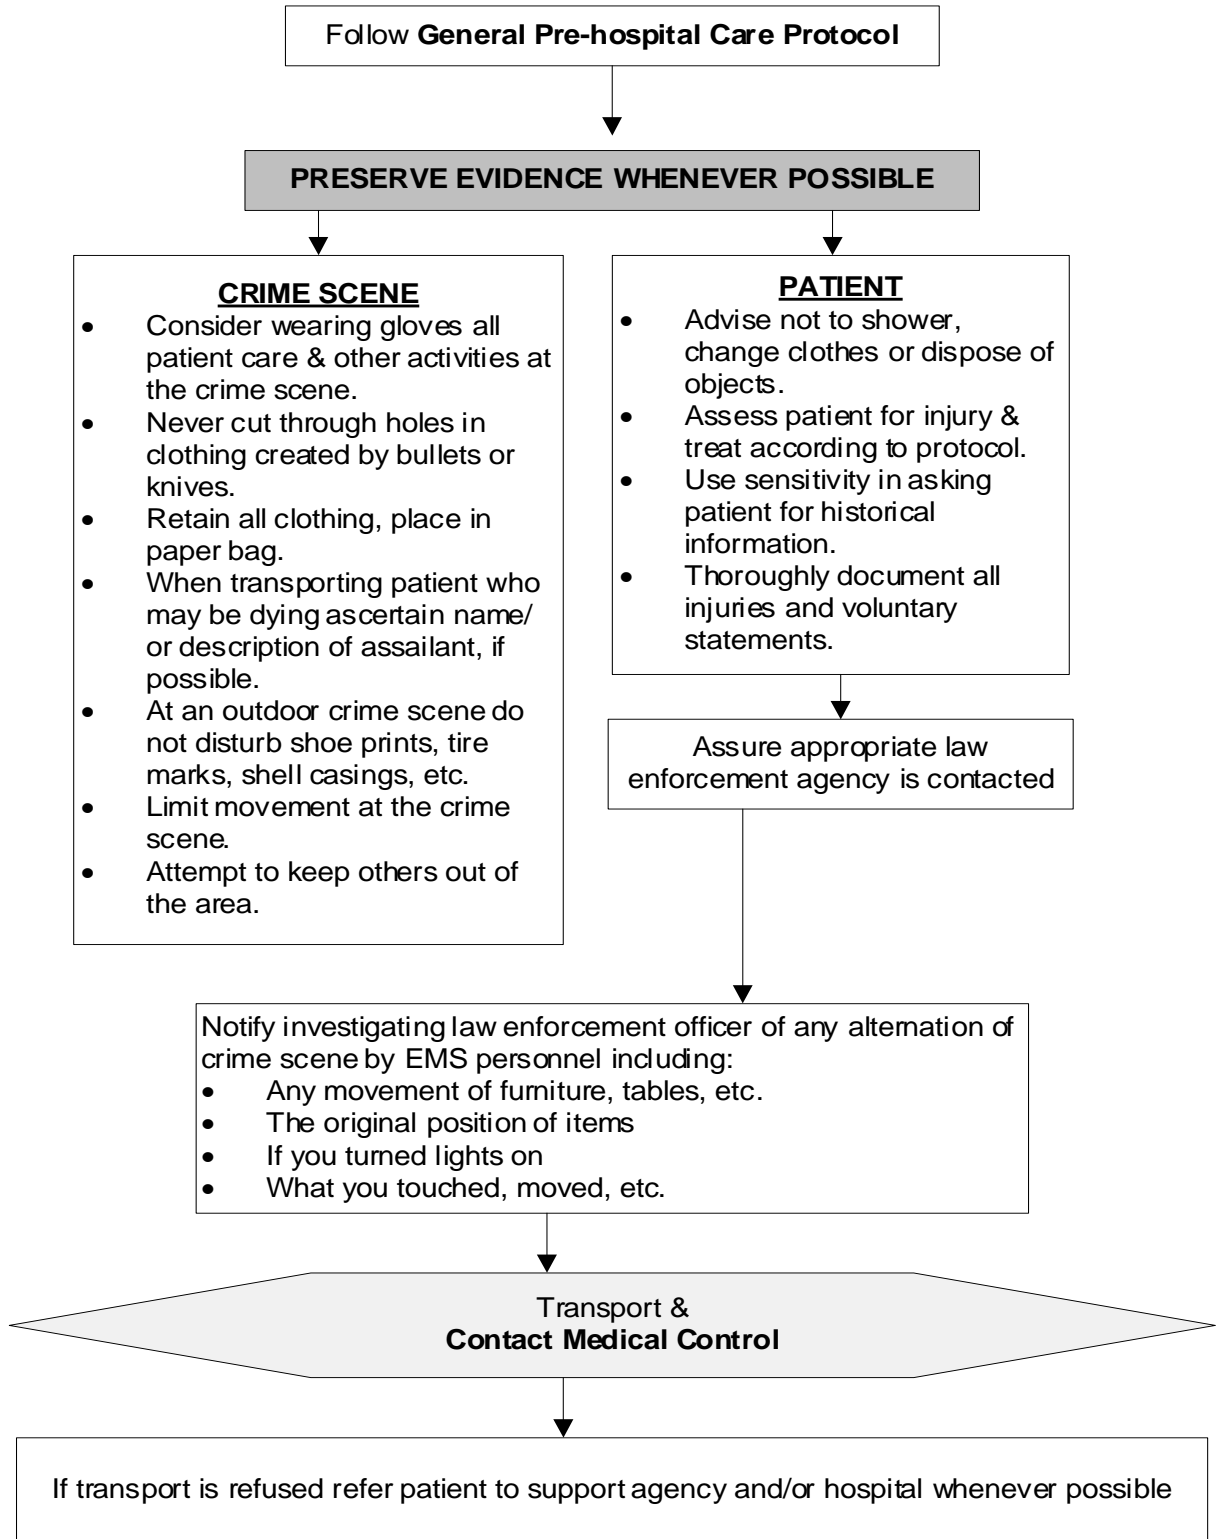 Follow General Pre-hospital Care Protocol
PRESERVE EVIDENCE WHENEVER POSSIBLE
CRIME SCENE
• Consider wearing gloves all
patient care & other activities at
the crime scene.
• Never cut through holes in
clothing created by bullets or
knives.
• Retain all clothing, place in
paper bag.
• When transporting patient who
may be dying ascertain name/
or description of assailant, if
possible.
• At an outdoor crime scene do
not disturb shoe prints, tire
marks, shell casings, etc.
• Limit movement at the crime
scene.
• Attempt to keep others out of
the area.
PATIENT
• Advise not to shower,
change clothes or dispose of
objects.
• Assess patient for injury &
treat according to protocol.
• Use sensitivity in asking
patient for historical
information.
• Thoroughly document all
injuries and voluntary
statements.
Assure appropriate law
enforcement agency is contacted
Notify investigating law enforcement officer of any alternation of
crime scene by EMS personnel including:
• Any movement of furniture, tables, etc.
• The original position of items
• If you turned lights on
• What you touched, moved, etc.
Transport &
Contact Medical Control
If transport is refused refer patient to support agency and/or hospital whenever possible